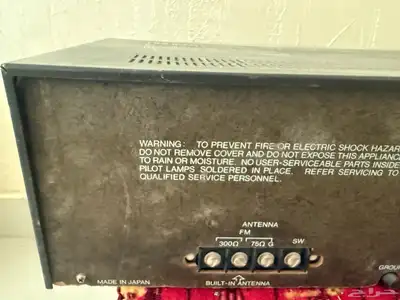 WARNING: TO PREVENT FIRE OR ELECTRIC SHOCK HAZAR
DO NOT REMOVE COVER AND DO NOT EXPOSE THIS APPLIANC
TO RAIN OR MOISTURE. NO USER-SERVICEABLE PARTS INSIDE
PILOT LAMPS SOLDERED IN PLACE. REFER SERVICING TO
QUALIFIED SERVICE PERSONNEL.
ANTENNA
FM
300Ω 75Ω G SW
GROU
MADE IN JAPAN
BUILT-IN ANTENNA